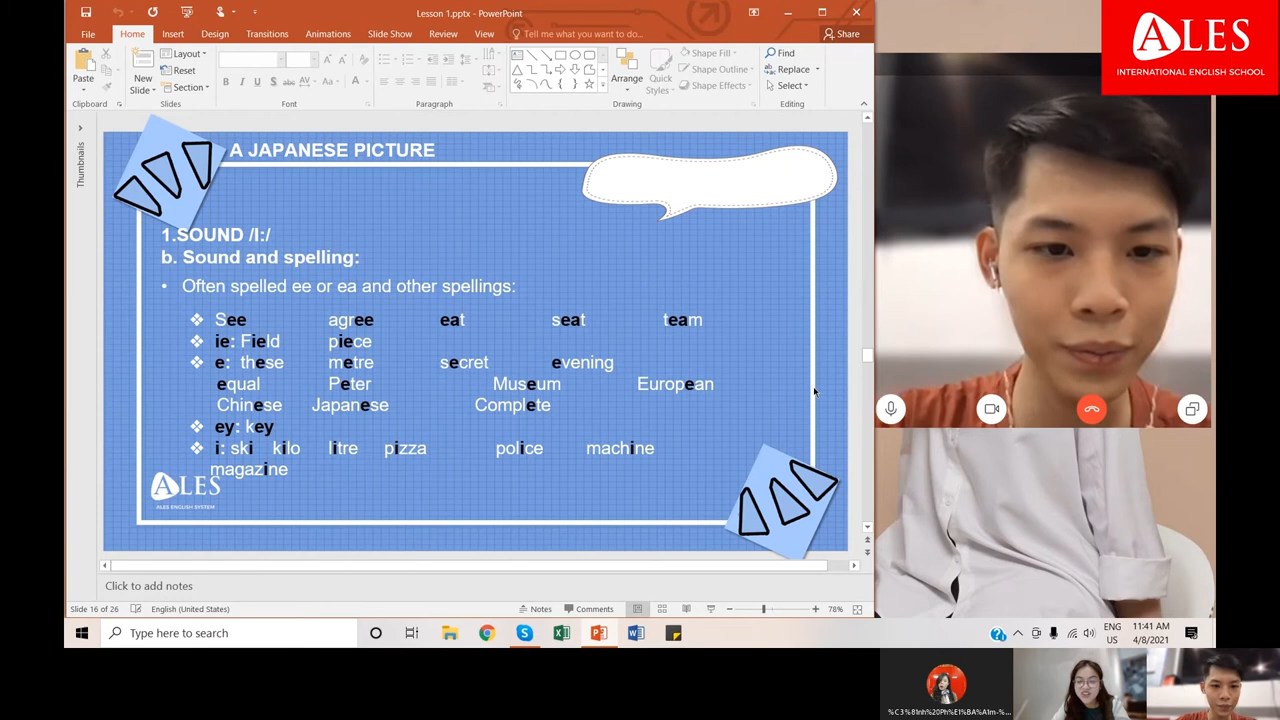 Lesson 1.pptx - PowerPoint
File Home Insert Design Transitions Animations Slide Show Review View Tell me what you want to do... Share
Paste
New Slide
Layout
Reset
Section
Arrange
Quick Styles
Shape Fill
Shape Outline
Shape Effects
Find
Replace
Select
Clipboard Slides Font Paragraph Drawing Editing
Thumbnails
A JAPANESE PICTURE
1.SOUND /I:/
b. Sound and spelling:
• Often spelled ee or ea and other spellings:
❖ See agree eat seat team
❖ ie: Field piece
❖ e: these metre secret evening
equal Peter Museum European
Chinese Japanese Complete
❖ ey: key
❖ i: ski kilo litre pizza police machine
magazine
ALES
ALES ENGLISH SYSTEM
Click to add notes
Slide 16 of 26 English (United States) Notes Comments 78%
Type here to search
ENG
US
11:41 AM
4/8/2021
ALES
INTERNATIONAL ENGLISH SCHOOL
%C3%81nh%20Ph%E1%BA%A1m-%...